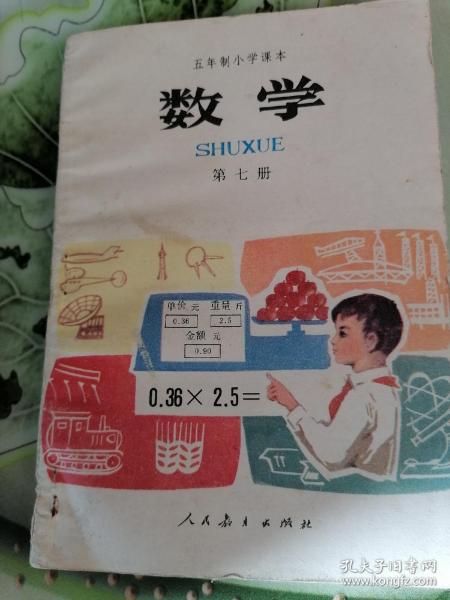 五年制小学课本
数学
SHUXUE
第七册
单价元 重量斤
0.36 2.5
金额 元
0.90
0.36×2.5=
人民教育出版社
孔夫子旧书网
kongfz.com